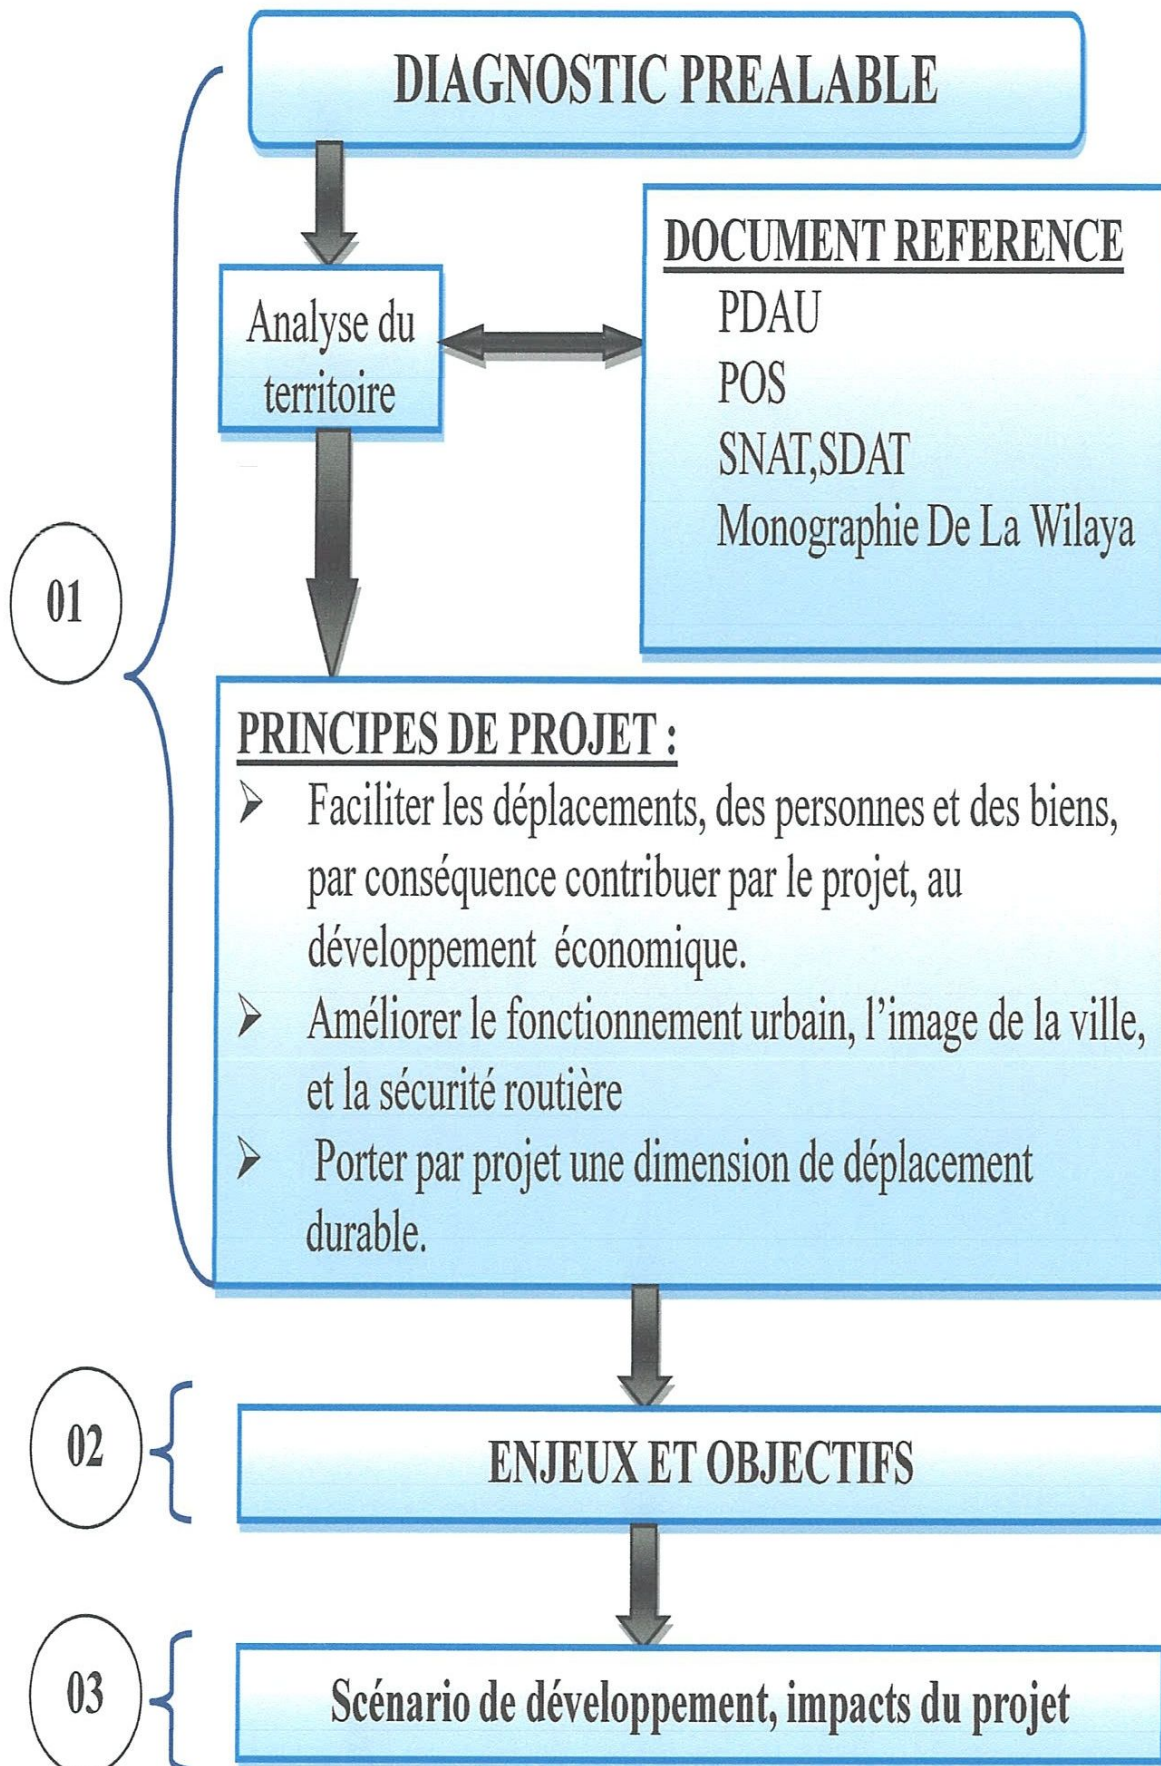 DIAGNOSTIC PREALABLE
Analyse du
territoire
DOCUMENT REFERENCE
PDAU
POS
SNAT,SDAT
Monographie De La Wilaya
01
PRINCIPES DE PROJET :
➢ Faciliter les déplacements, des personnes et des biens,
par conséquence contribuer par le projet, au
développement économique.
➢ Améliorer le fonctionnement urbain, l’image de la ville,
et la sécurité routière
➢ Porter par projet une dimension de déplacement
durable.
02
ENJEUX ET OBJECTIFS
03
Scénario de développement, impacts du projet